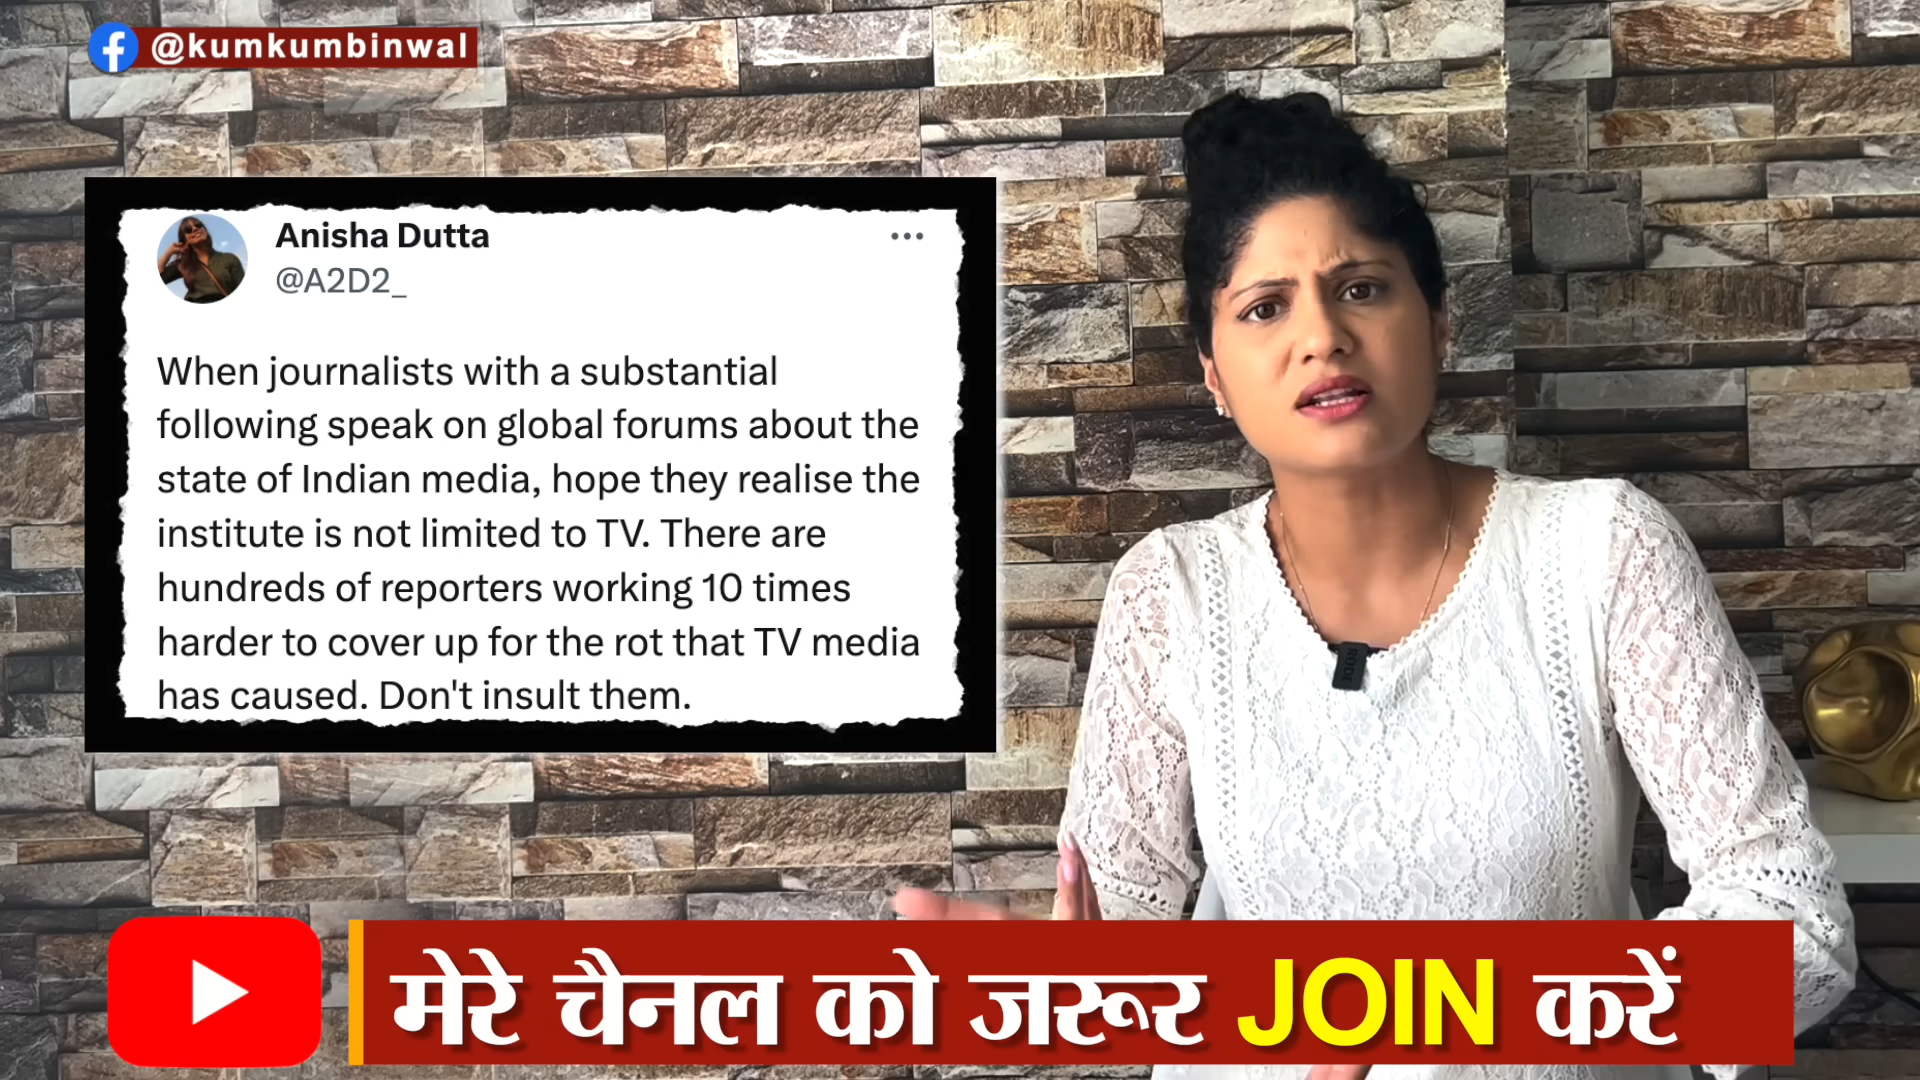 @kumkumbinwal
Anisha Dutta
@A2D2_
When journalists with a substantial
following speak on global forums about the
state of Indian media, hope they realise the
institute is not limited to TV. There are
hundreds of reporters working 10 times
harder to cover up for the rot that TV media
has caused. Don't insult them.
RODE
मेरे चैनल को जरूर JOIN करें